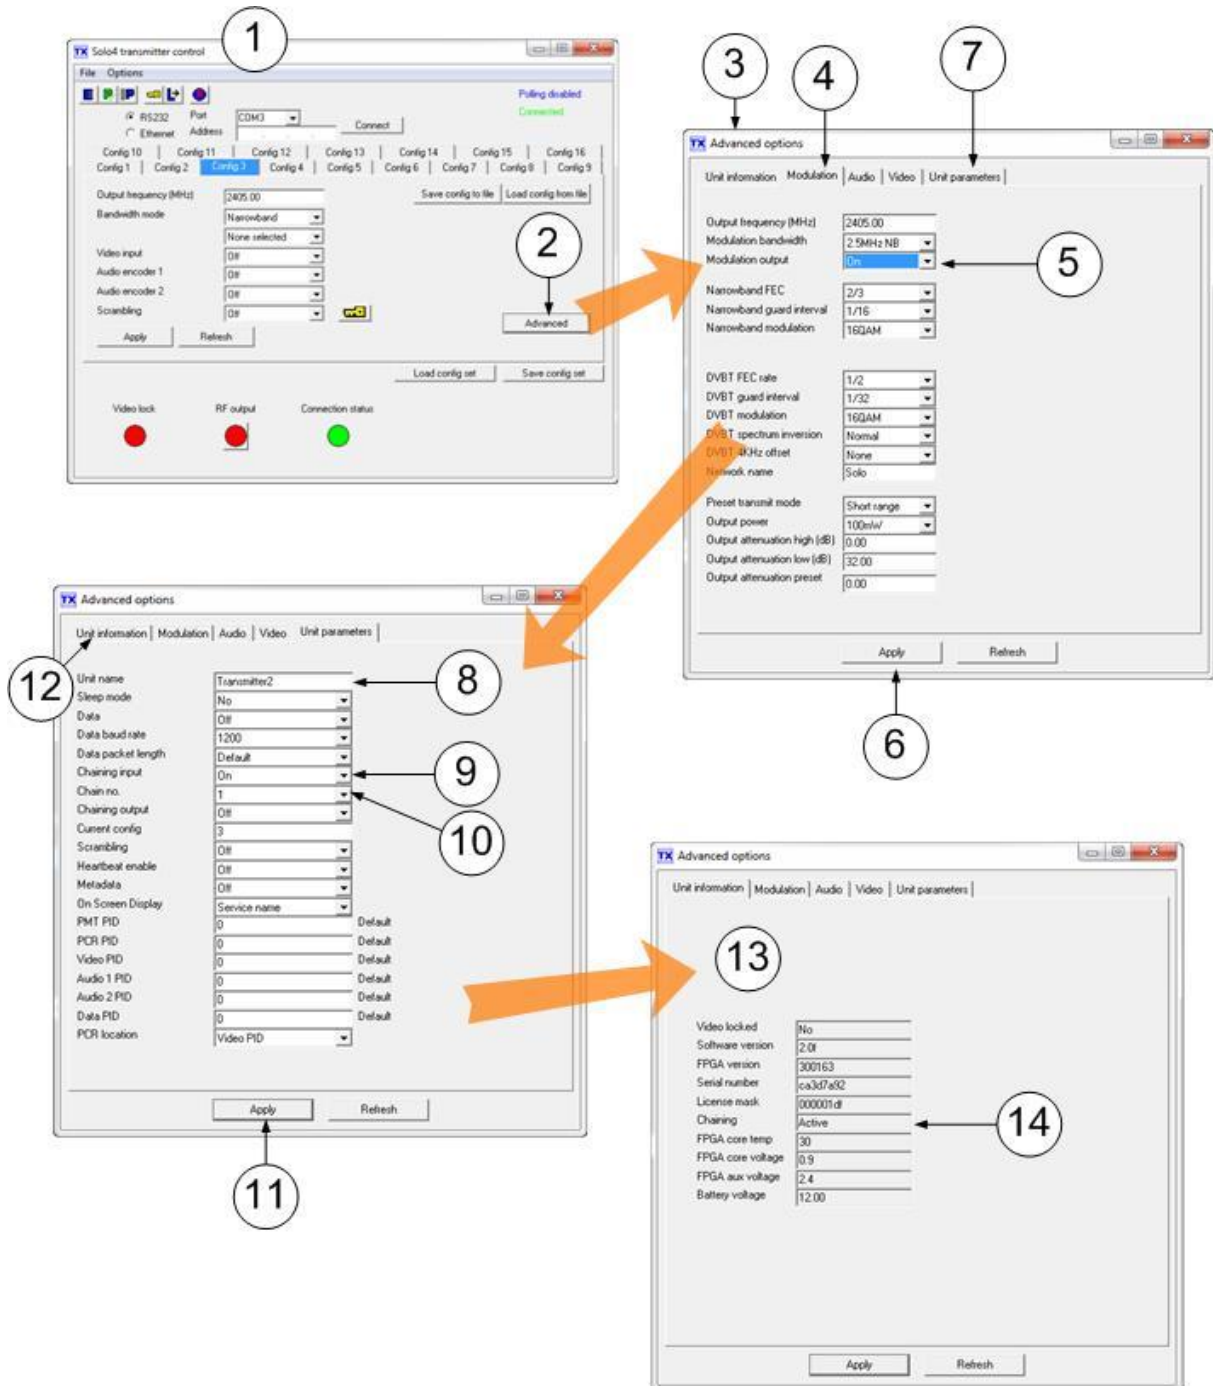 1
TX Solo4 transmitter control
File Options
Polling disabled
RS232 Port COM3
Connected
Ethernet Address Connect
Config 10 Config 11 Config 12 Config 13 Config 14 Config 15 Config 16
Config 1 Config 2 Config 3 Config 4 Config 5 Config 6 Config 7 Config 8 Config 9
Output frequency (MHz) 2405.00 Save config to file Load config from file
Bandwidth mode Narrowband
None selected
Video input Off
Audio encoder 1 Off
Audio encoder 2 Off
Scrambling Off
2
Advanced
Apply Refresh
Load config set Save config set
Video lock RF output Connection status
3
4
7
TX Advanced options
Unit information Modulation Audio Video Unit parameters
Output frequency (MHz) 2405.00
Modulation bandwidth 2.5MHz NB
Modulation output On
5
Narrowband FEC 2/3
Narrowband guard interval 1/16
Narrowband modulation 16QAM
DVBT FEC rate 1/2
DVBT guard interval 1/32
DVBT modulation 16QAM
DVBT spectrum inversion Normal
DVBT 4KHz offset None
Network name Solo
Preset transmit mode Short range
Output power 100mW
Output attenuation high (dB) 0.00
Output attenuation low (dB) 32.00
Output attenuation preset 0.00
Apply Refresh
6
TX Advanced options
Unit information Modulation Audio Video Unit parameters
12
Unit name Transmitter2
8
Sleep mode No
Data Off
Data baud rate 1200
Data packet length Default
Chaining input On
9
Chain no. 1
10
Chaining output Off
Current config 3
Scrambling Off
Heartbeat enable Off
Metadata Off
On Screen Display Service name
PMT PID 0 Default
PCR PID 0 Default
Video PID 0 Default
Audio 1 PID 0 Default
Audio 2 PID 0 Default
Data PID 0 Default
PCR location Video PID
Apply Refresh
11
TX Advanced options
Unit information Modulation Audio Video Unit parameters
13
Video locked No
Software version 2.0f
FPGA version 300163
Serial number ca3d7a92
License mask 000001df
Chaining Active
14
FPGA core temp 30
FPGA core voltage 0.9
FPGA aux voltage 2.4
Battery voltage 12.00
Apply Refresh